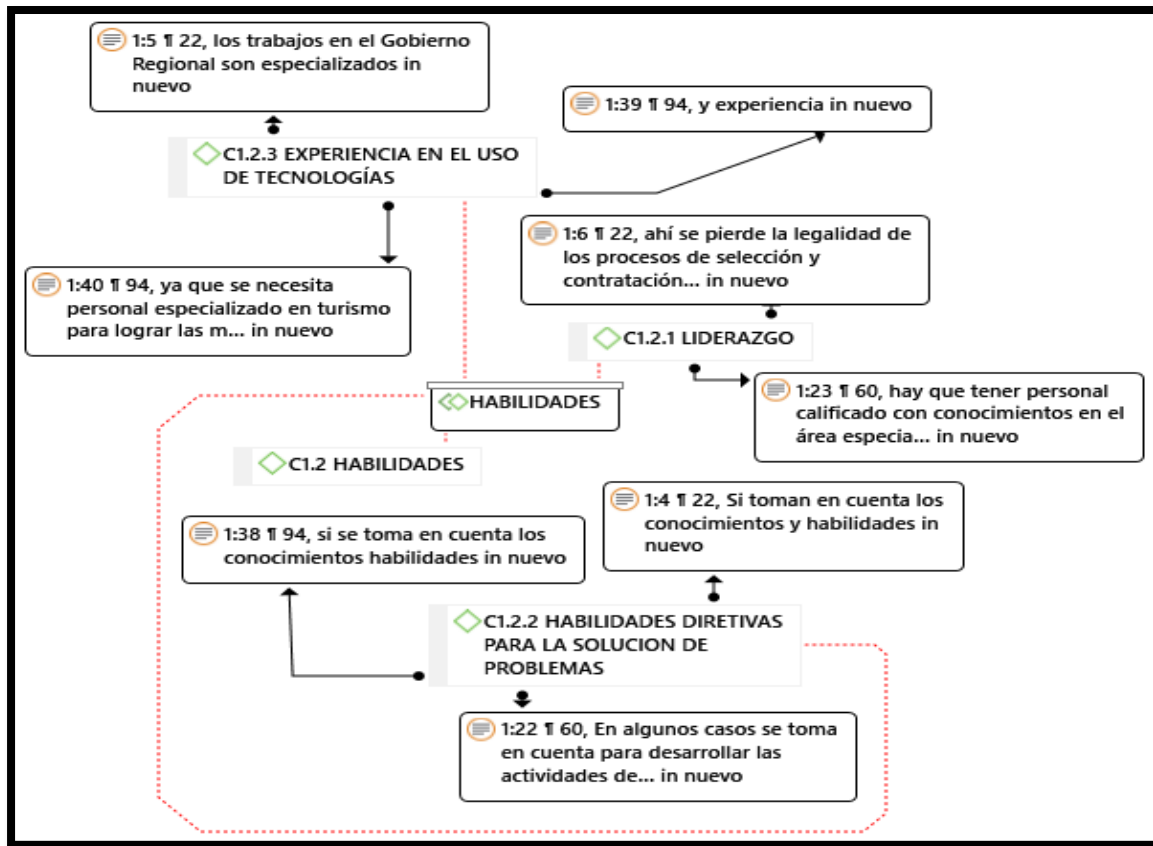 1:5 ¶ 22, los trabajos en el Gobierno
Regional son especializados in
nuevo
1:39 ¶ 94, y experiencia in nuevo
C1.2.3 EXPERIENCIA EN EL USO
DE TECNOLOGÍAS
1:6 ¶ 22, ahí se pierde la legalidad de
los procesos de selección y
contratación... in nuevo
1:40 ¶ 94, ya que se necesita
personal especializado en turismo
para lograr las m... in nuevo
C1.2.1 LIDERAZGO
1:23 ¶ 60, hay que tener personal
calificado con conocimientos en el
área especia... in nuevo
HABILIDADES
C1.2 HABILIDADES
1:4 ¶ 22, Si toman en cuenta los
conocimientos y habilidades in
nuevo
1:38 ¶ 94, si se toma en cuenta los
conocimientos habilidades in nuevo
C1.2.2 HABILIDADES DIRETIVAS
PARA LA SOLUCION DE
PROBLEMAS
1:22 ¶ 60, En algunos casos se toma
en cuenta para desarrollar las
actividades de... in nuevo